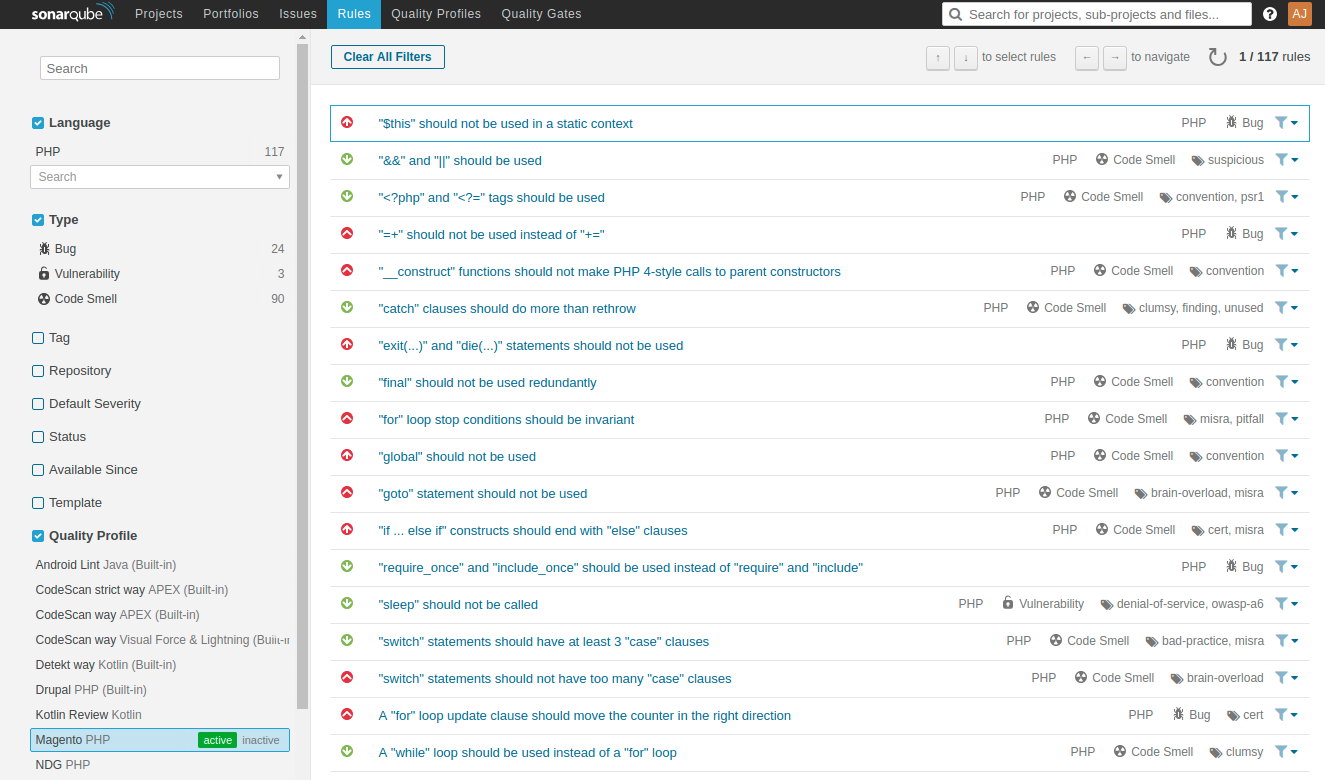 sonarqube Projects Portfolios Issues Rules Quality Profiles Quality Gates Search for projects, sub-projects and files... ? AJ
Search
Language
PHP 117
Search
Type
Bug 24
Vulnerability 3
Code Smell 90
Tag
Repository
Default Severity
Status
Available Since
Template
Quality Profile
Android Lint Java (Built-in)
CodeScan strict way APEX (Built-in)
CodeScan way APEX (Built-in)
CodeScan way Visual Force & Lightning (Built-in
Detekt way Kotlin (Built-in)
Drupal PHP (Built-in)
Kotlin Review Kotlin
Magento PHP active inactive
NDG PHP
Clear All Filters ↑ ↓ to select rules ← → to navigate 1 / 117 rules
"$this" should not be used in a static context PHP Bug
"&&" and "||" should be used PHP Code Smell suspicious
"<?php" and "<?=" tags should be used PHP Code Smell convention, psr1
"=+" should not be used instead of "+=" PHP Bug
"__construct" functions should not make PHP 4-style calls to parent constructors PHP Code Smell convention
"catch" clauses should do more than rethrow PHP Code Smell clumsy, finding, unused
"exit(...)" and "die(...)" statements should not be used PHP Bug
"final" should not be used redundantly PHP Code Smell convention
"for" loop stop conditions should be invariant PHP Code Smell misra, pitfall
"global" should not be used PHP Code Smell convention
"goto" statement should not be used PHP Code Smell brain-overload, misra
"if ... else if" constructs should end with "else" clauses PHP Code Smell cert, misra
"require_once" and "include_once" should be used instead of "require" and "include" PHP Bug
"sleep" should not be called PHP Vulnerability denial-of-service, owasp-a6
"switch" statements should have at least 3 "case" clauses PHP Code Smell bad-practice, misra
"switch" statements should not have too many "case" clauses PHP Code Smell brain-overload
A "for" loop update clause should move the counter in the right direction PHP Bug cert
A "while" loop should be used instead of a "for" loop PHP Code Smell clumsy